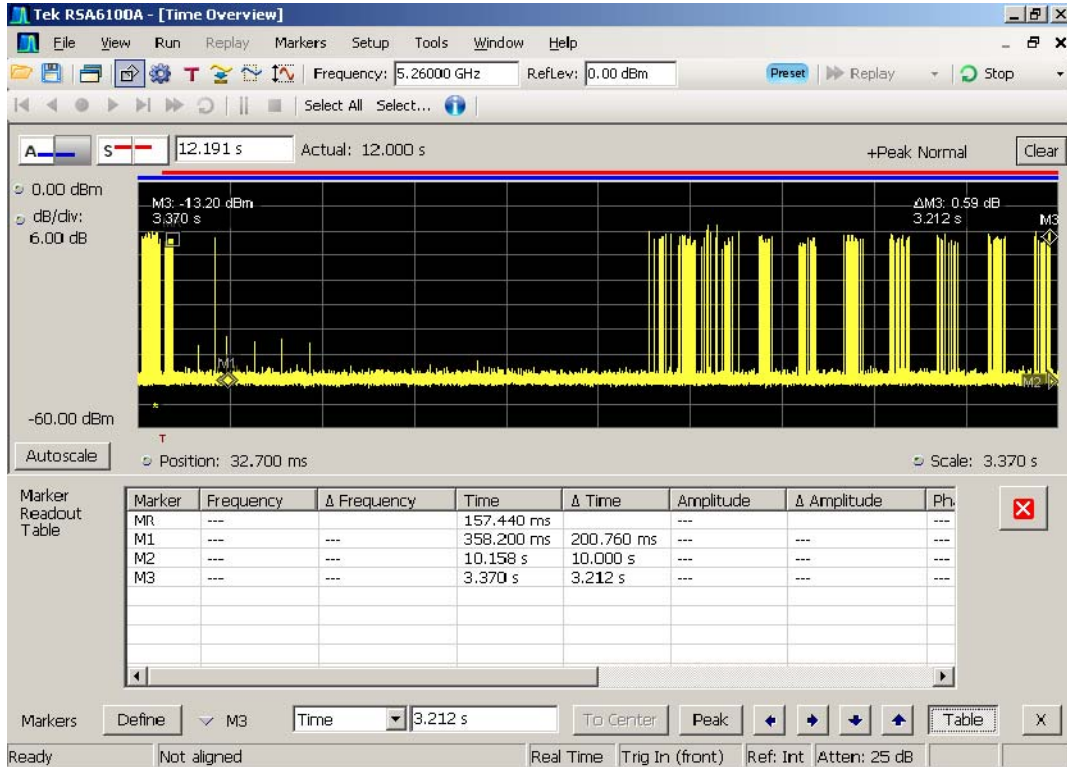 Tek RSA6100A - [Time Overview]
File View Run Replay Markers Setup Tools Window Help
Frequency: 5.26000 GHz RefLev: 0.00 dBm Preset Replay Stop
Select All Select...
A S 12.191 s Actual: 12.000 s +Peak Normal Clear
0.00 dBm
dB/div:
6.00 dB
M3: -13.20 dBm
3.370 s
ΔM3: 0.59 dB
3.212 s
M3
M1
M2
-60.00 dBm
T
Autoscale Position: 32.700 ms Scale: 3.370 s
Marker Readout Table
Marker Frequency Δ Frequency Time Δ Time Amplitude Δ Amplitude Ph
MR --- 157.440 ms --- ---
M1 --- --- 358.200 ms 200.760 ms --- --- ---
M2 --- --- 10.158 s 10.000 s --- --- ---
M3 --- --- 3.370 s 3.212 s --- --- ---
Markers Define M3 Time 3.212 s To Center Peak Table X
Ready Not aligned Real Time Trig In (front) Ref: Int Atten: 25 dB